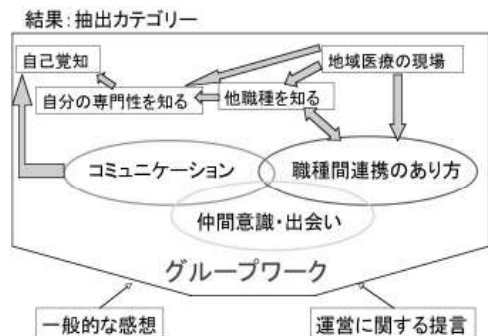 結果：抽出カテゴリー
自己覚知
地域医療の現場
自分の専門性を知る
他職種を知る
コミュニケーション
職種間連携のあり方
仲間意識・出会い
グループワーク
一般的な感想
運営に関する提言